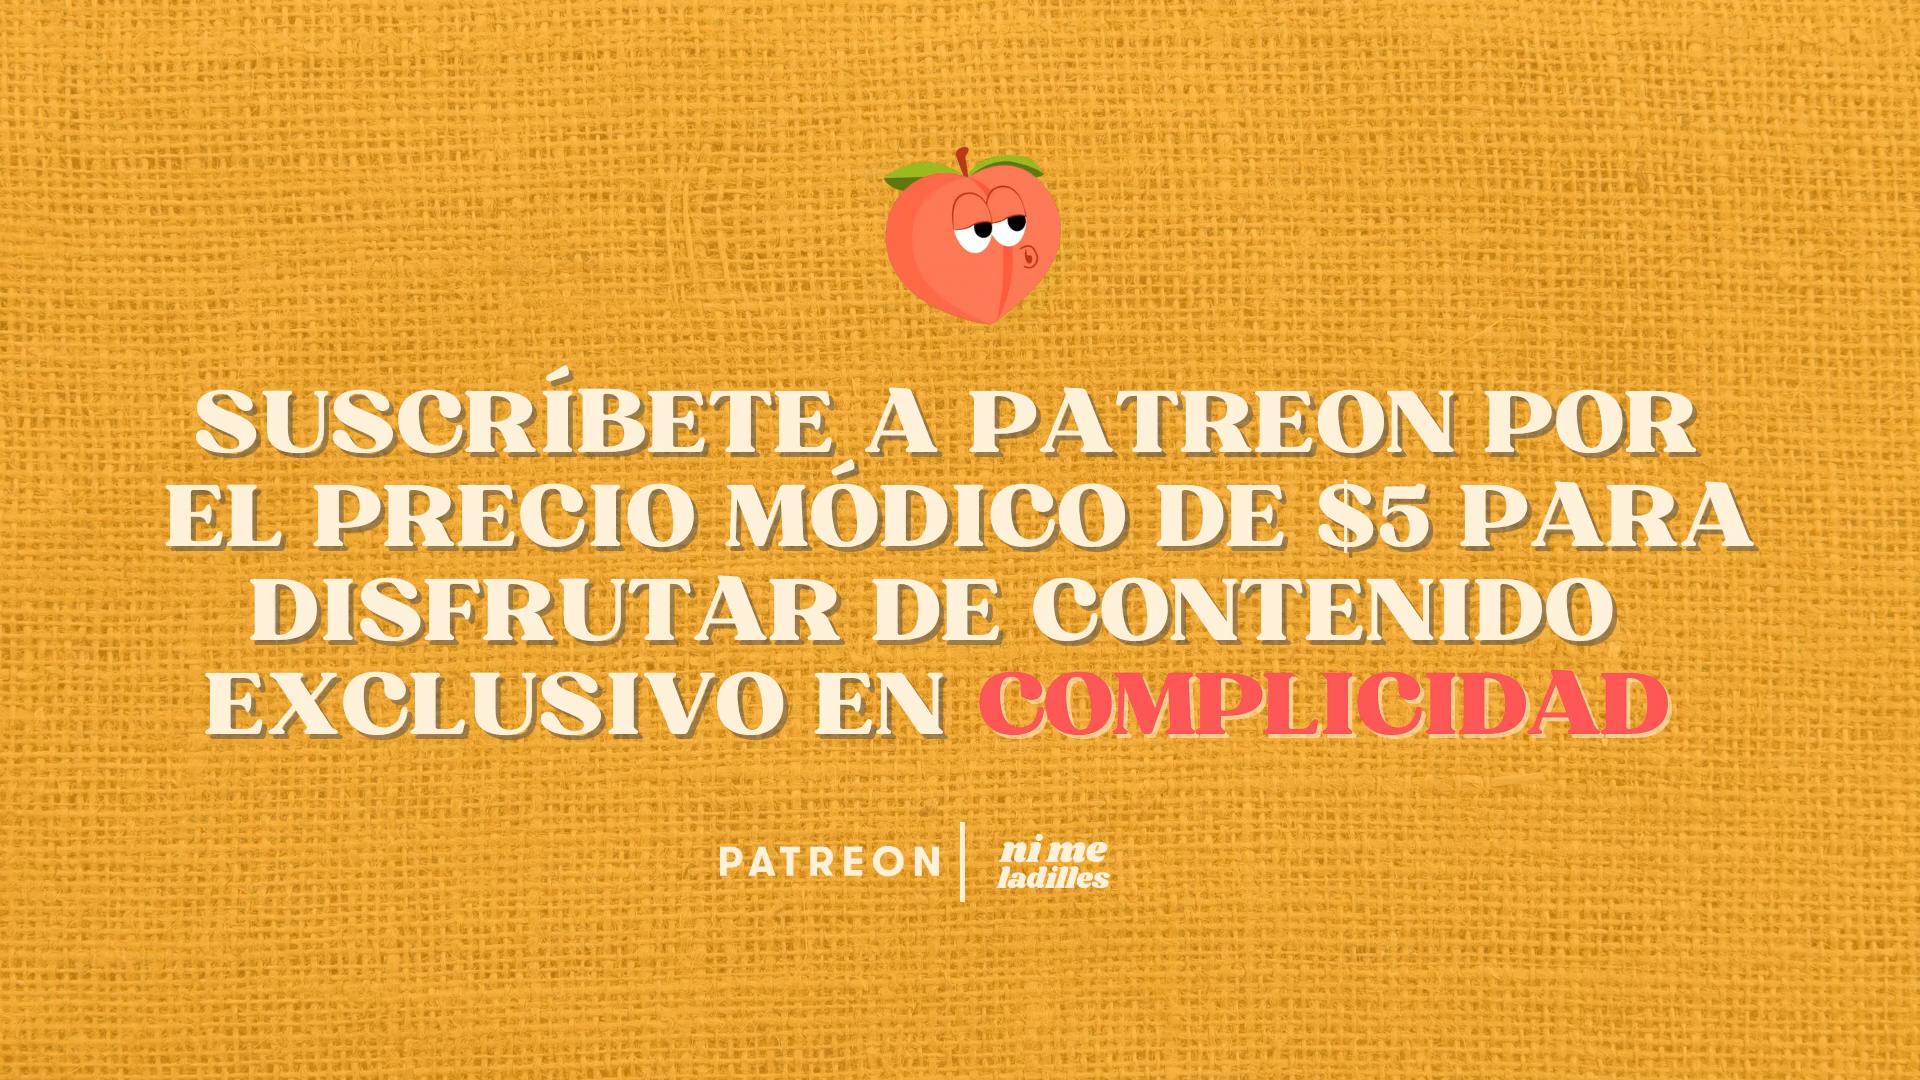 SUSCRÍBETE A PATREON POR
EL PRECIO MÓDICO DE $5 PARA
DISFRUTAR DE CONTENIDO
EXCLUSIVO EN COMPLICIDAD
PATREON
ni me
ladilles